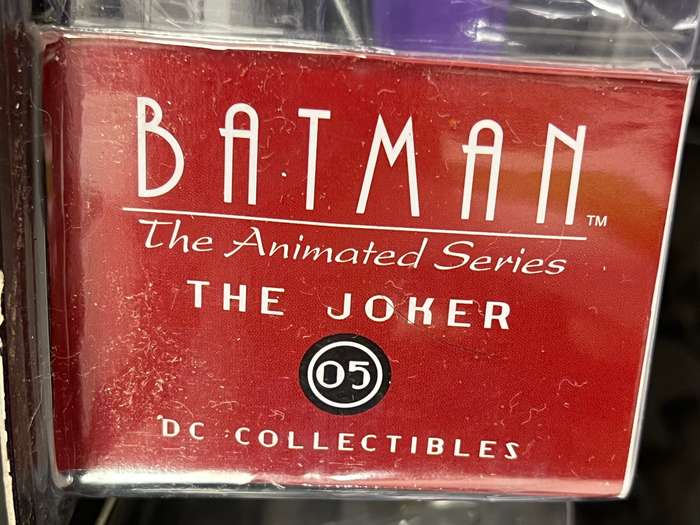 BATMAN™
The Animated Series
THE JOKER
05
DC COLLECTIBLES